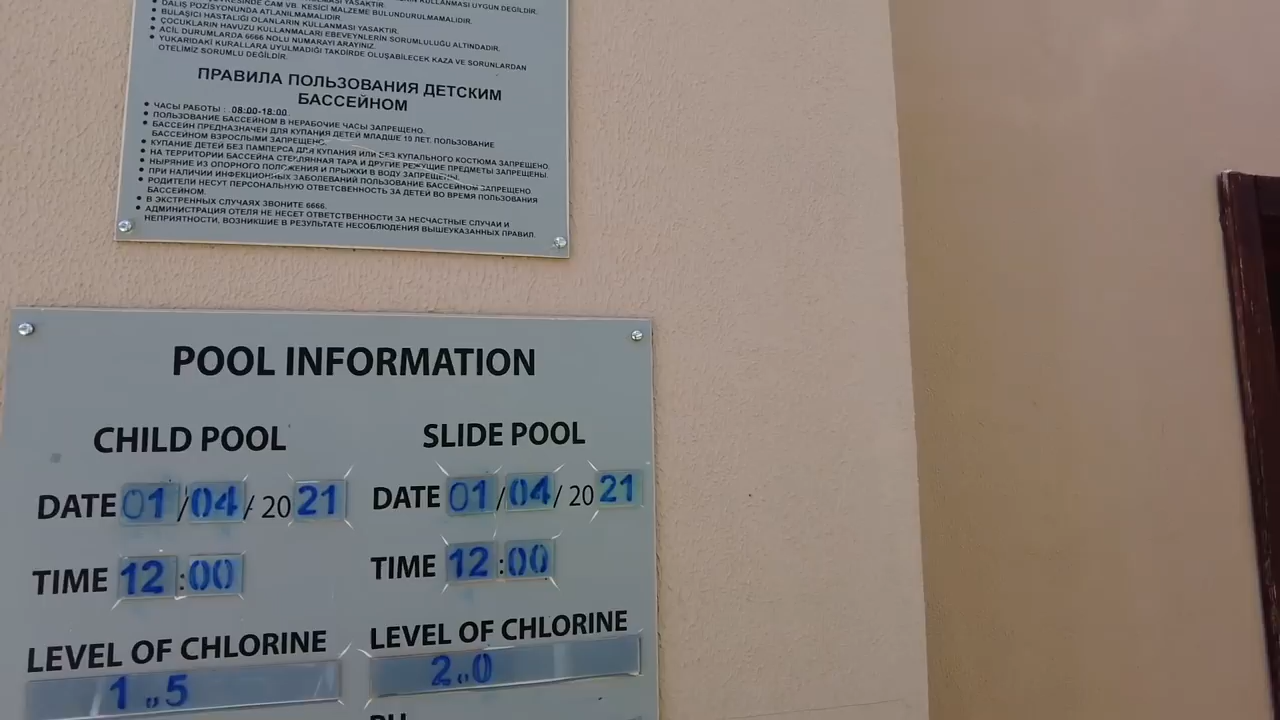 DALIŞ POZİSYONUNDA ATLANILMAMALIDIR.
BULAŞICI HASTALIĞI OLANLARIN KULLANMASI YASAKTIR.
ÇOCUKLARIN HAVUZU KULLANMALARI EBEVEYNLERİN SORUMLULUĞU ALTINDADIR.
ACİL DURUMLARDA 6666 NOLU NUMARAYI ARAYINIZ.
YUKARIDAKİ KURALLARA UYULMADIĞI TAKDİRDE OLUŞABİLECEK KAZA VE SORUNLARDAN
OTELİMİZ SORUMLU DEĞİLDİR.
ПРАВИЛА ПОЛЬЗОВАНИЯ ДЕТСКИМ
БАССЕЙНОМ
ЧАСЫ РАБОТЫ : 08:00-18:00
ПОЛЬЗОВАНИЕ БАССЕЙНОМ В НЕРАБОЧИЕ ЧАСЫ ЗАПРЕЩЕНО.
БАССЕЙН ПРЕДНАЗНАЧЕН ДЛЯ КУПАНИЯ ДЕТЕЙ МЛАДШЕ 10 ЛЕТ. ПОЛЬЗОВАНИЕ
БАССЕЙНОМ ВЗРОСЛЫМИ ЗАПРЕЩЕНО.
КУПАНИЕ ДЕТЕЙ БЕЗ ПАМПЕРСА ДЛЯ КУПАНИЯ ИЛИ БЕЗ КУПАЛЬНОГО КОСТЮМА ЗАПРЕЩЕНО.
НА ТЕРРИТОРИИ БАССЕЙНА СТЕКЛЯННАЯ ТАРА И ДРУГИЕ РЕЖУЩИЕ ПРЕДМЕТЫ ЗАПРЕЩЕНЫ.
НЫРЯНИЕ ИЗ ОПОРНОГО ПОЛОЖЕНИЯ И ПРЫЖКИ В ВОДУ ЗАПРЕЩЕНЫ.
ПРИ НАЛИЧИИ ИНФЕКЦИОННЫХ ЗАБОЛЕВАНИЙ ПОЛЬЗОВАНИЕ БАССЕЙНОМ ЗАПРЕЩЕНО.
РОДИТЕЛИ НЕСУТ ПЕРСОНАЛЬНУЮ ОТВЕТСВЕННОСТЬ ЗА ДЕТЕЙ ВО ВРЕМЯ ПОЛЬЗОВАНИЯ
БАССЕЙНОМ.
В ЭКСТРЕННЫХ СЛУЧАЯХ ЗВОНИТЕ 6666.
АДМИНИСТРАЦИЯ ОТЕЛЯ НЕ НЕСЕТ ОТВЕТСТВЕННОСТИ ЗА НЕСЧАСТНЫЕ СЛУЧАИ И
НЕПРИЯТНОСТИ, ВОЗНИКШИЕ В РЕЗУЛЬТАТЕ НЕСОБЛЮДЕНИЯ ВЫШЕУКАЗАННЫХ ПРАВИЛ.
POOL INFORMATION
CHILD POOL
DATE 01/04/2021
TIME 12:00
LEVEL OF CHLORINE
1,5
SLIDE POOL
DATE 01/04/2021
TIME 12:00
LEVEL OF CHLORINE
2,0
PH